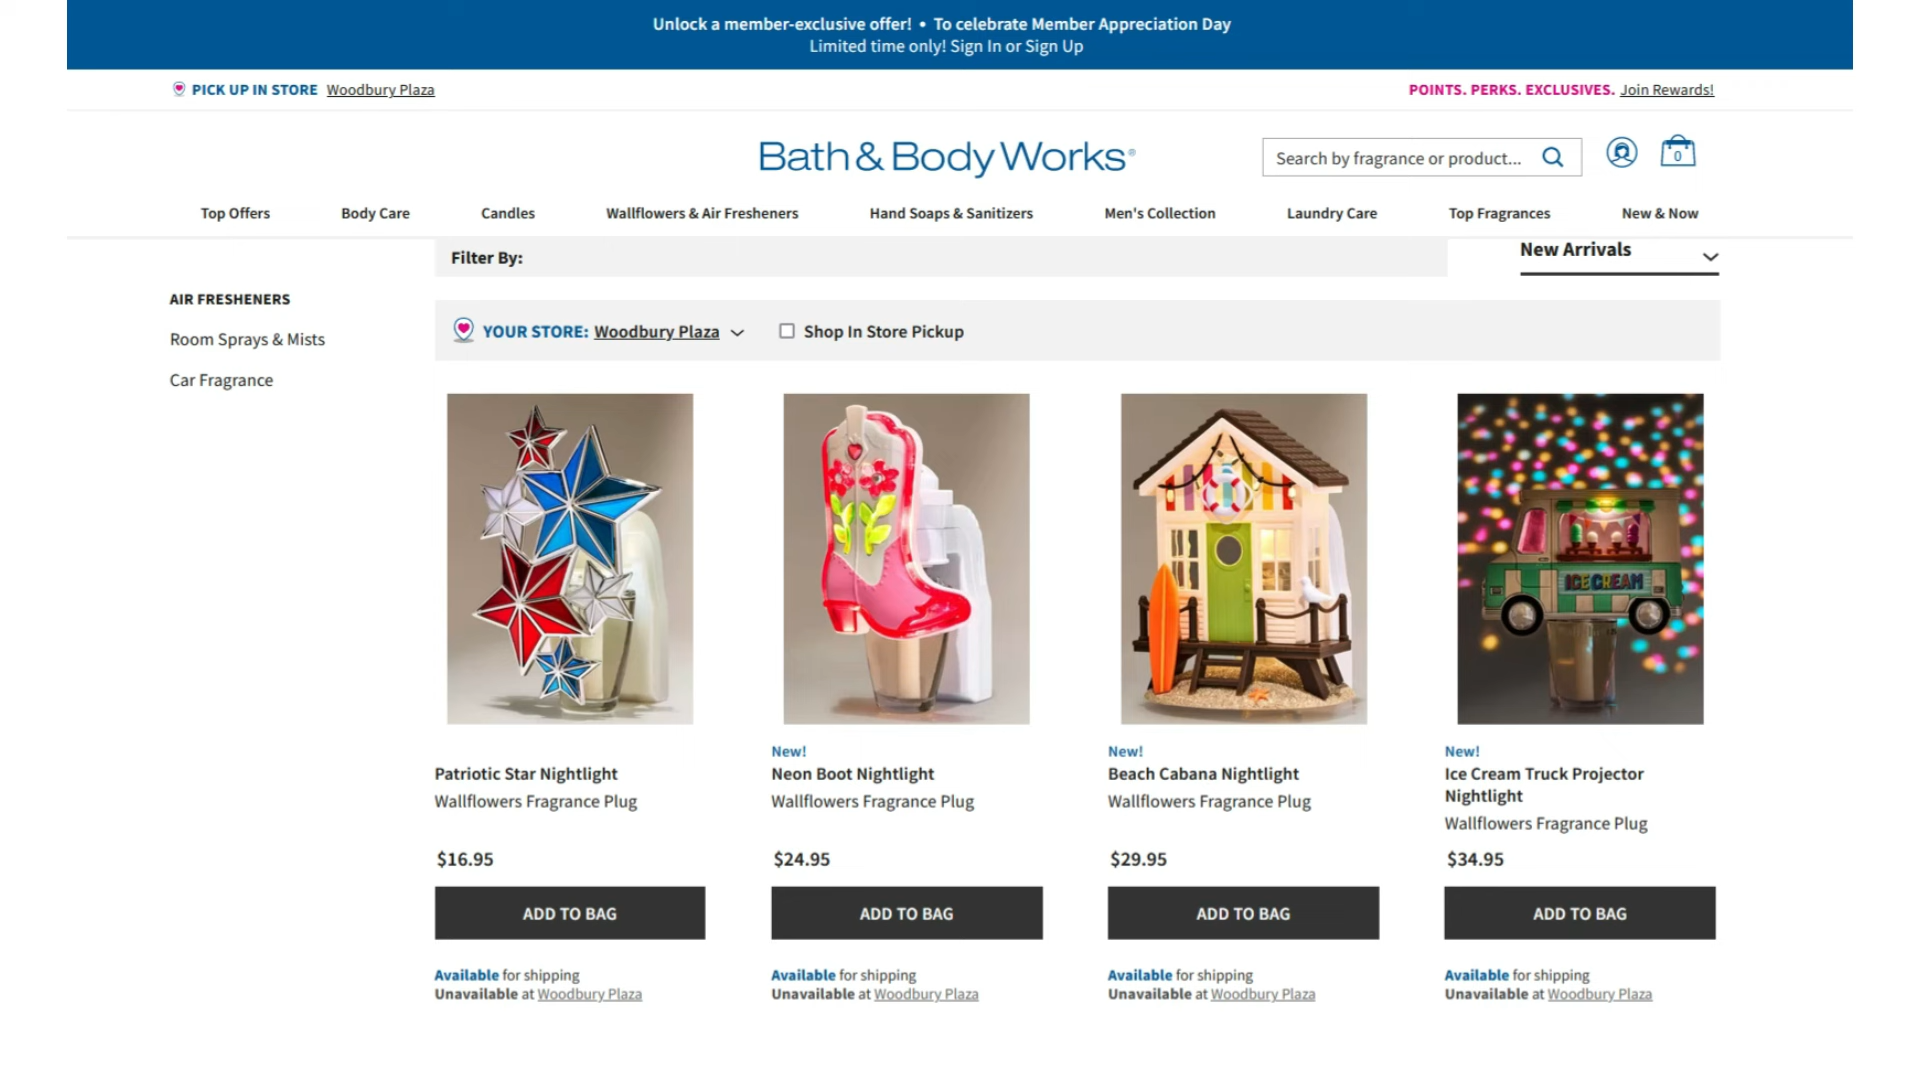 Unlock a member-exclusive offer! • To celebrate Member Appreciation Day
Limited time only! Sign In or Sign Up
PICK UP IN STORE Woodbury Plaza
POINTS. PERKS. EXCLUSIVES. Join Rewards!
Bath & Body Works®
Search by fragrance or product...
0
Top Offers
Body Care
Candles
Wallflowers & Air Fresheners
Hand Soaps & Sanitizers
Men's Collection
Laundry Care
Top Fragrances
New & Now
Filter By:
New Arrivals
AIR FRESHENERS
Room Sprays & Mists
Car Fragrance
YOUR STORE: Woodbury Plaza
Shop In Store Pickup
ICE CREAM
Patriotic Star Nightlight
Wallflowers Fragrance Plug
$16.95
ADD TO BAG
Available for shipping
Unavailable at Woodbury Plaza
New!
Neon Boot Nightlight
Wallflowers Fragrance Plug
$24.95
ADD TO BAG
Available for shipping
Unavailable at Woodbury Plaza
New!
Beach Cabana Nightlight
Wallflowers Fragrance Plug
$29.95
ADD TO BAG
Available for shipping
Unavailable at Woodbury Plaza
New!
Ice Cream Truck Projector
Nightlight
Wallflowers Fragrance Plug
$34.95
ADD TO BAG
Available for shipping
Unavailable at Woodbury Plaza